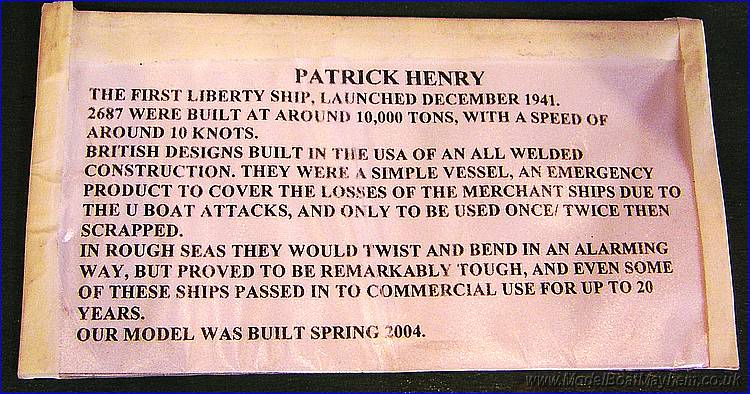 PATRICK HENRY
THE FIRST LIBERTY SHIP, LAUNCHED DECEMBER 1941.
2687 WERE BUILT AT AROUND 10,000 TONS, WITH A SPEED OF
AROUND 10 KNOTS.
BRITISH DESIGNS BUILT IN THE USA OF AN ALL WELDED
CONSTRUCTION. THEY WERE A SIMPLE VESSEL, AN EMERGENCY
PRODUCT TO COVER THE LOSSES OF THE MERCHANT SHIPS DUE TO
THE U BOAT ATTACKS, AND ONLY TO BE USED ONCE/ TWICE THEN
SCRAPPED.
IN ROUGH SEAS THEY WOULD TWIST AND BEND IN AN ALARMING
WAY, BUT PROVED TO BE REMARKABLY TOUGH, AND EVEN SOME
OF THESE SHIPS PASSED IN TO COMMERCIAL USE FOR UP TO 20
YEARS.
OUR MODEL WAS BUILT SPRING 2004.
www.ModelBoatMayhem.co.uk